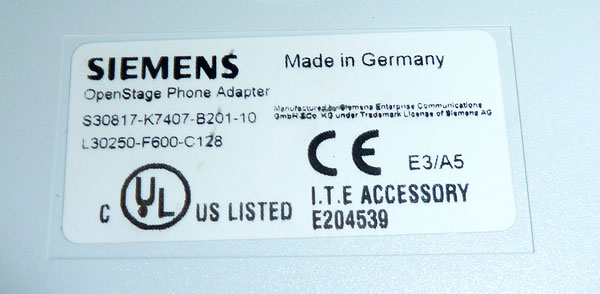 SIEMENS Made in Germany
OpenStage Phone Adapter
S30817-K7407-B201-10
Manufactured by Siemens Enterprise Communications
GmbH & Co. KG under Trademark License of Siemens AG
L30250-F600-C128
CE E3/A5
C UL US LISTED
I.T.E ACCESSORY
E204539